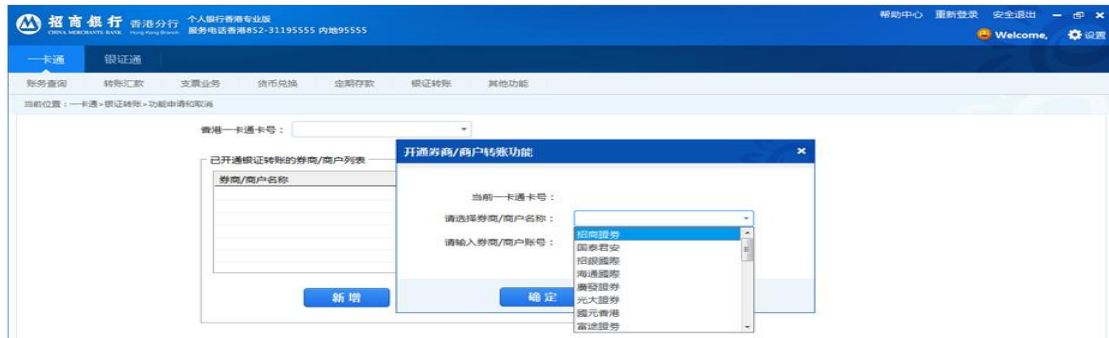 招商银行 香港分行 个人银行香港专业版
CHINA MERCHANTS BANK Hong Kong Branch 服务电话香港852-31195555 内地95555
帮助中心 重新登录 安全退出
Welcome, 设置
一卡通 银证通
账务查询 转账汇款 支票业务 货币兑换 定期存款 银证转账 其他功能
当前位置：一卡通>银证转账>功能申请和取消
香港一卡通卡号：
已开通银证转账的券商/商户列表
券商/商户名称
新增
开通券商/商户转账功能
当前一卡通卡号：
请选择券商/商户名称：
请输入券商/商户账号：
招商證券
国泰君安
招銀國際
海通國際
廣發證券
光大證券
國元香港
富途證券
确定